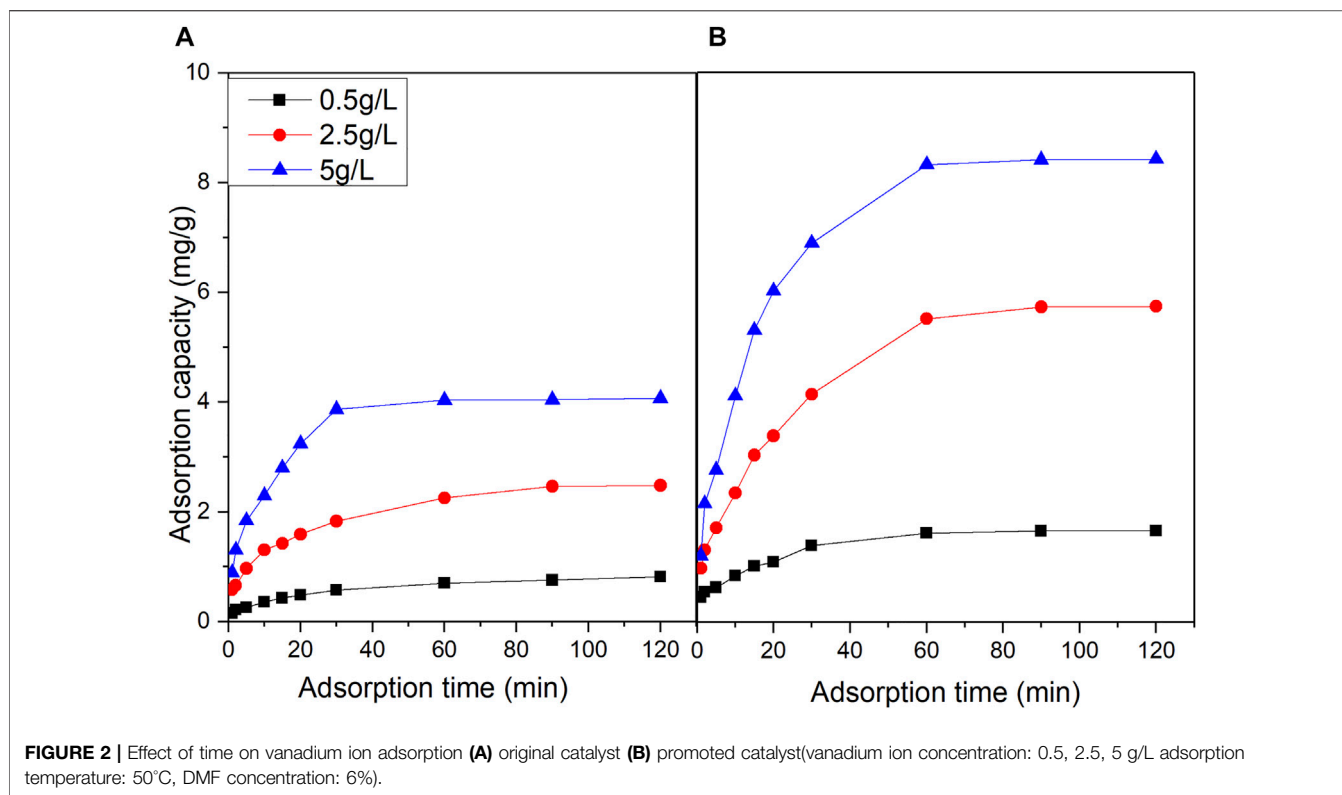 A
B
10
8
6
4
2
0
Adsorption capacity (mg/g)
0.5g/L
2.5g/L
5g/L
0 20 40 60 80 100 120
0 20 40 60 80 100 120
Adsorption time (min)
Adsorption time (min)
FIGURE 2 | Effect of time on vanadium ion adsorption (A) original catalyst (B) promoted catalyst(vanadium ion concentration: 0.5, 2.5, 5 g/L adsorption
temperature: 50°C, DMF concentration: 6%).